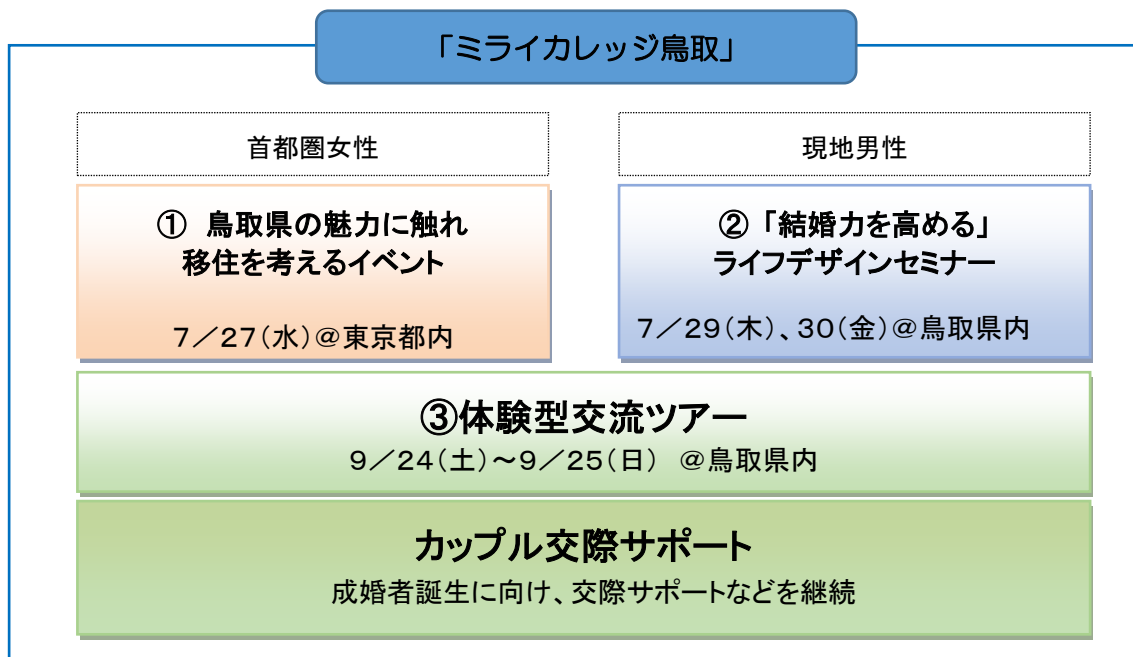 「ミライカレッジ鳥取」
首都圏女性
① 鳥取県の魅力に触れ
移住を考えるイベント
7／27（水）＠東京都内
現地男性
② 「結婚力を高める」
ライフデザインセミナー
7／29（木）、30（金）＠鳥取県内
③体験型交流ツアー
9／24（土）～9／25（日） ＠鳥取県内
カップル交際サポート
成婚者誕生に向け、交際サポートなどを継続